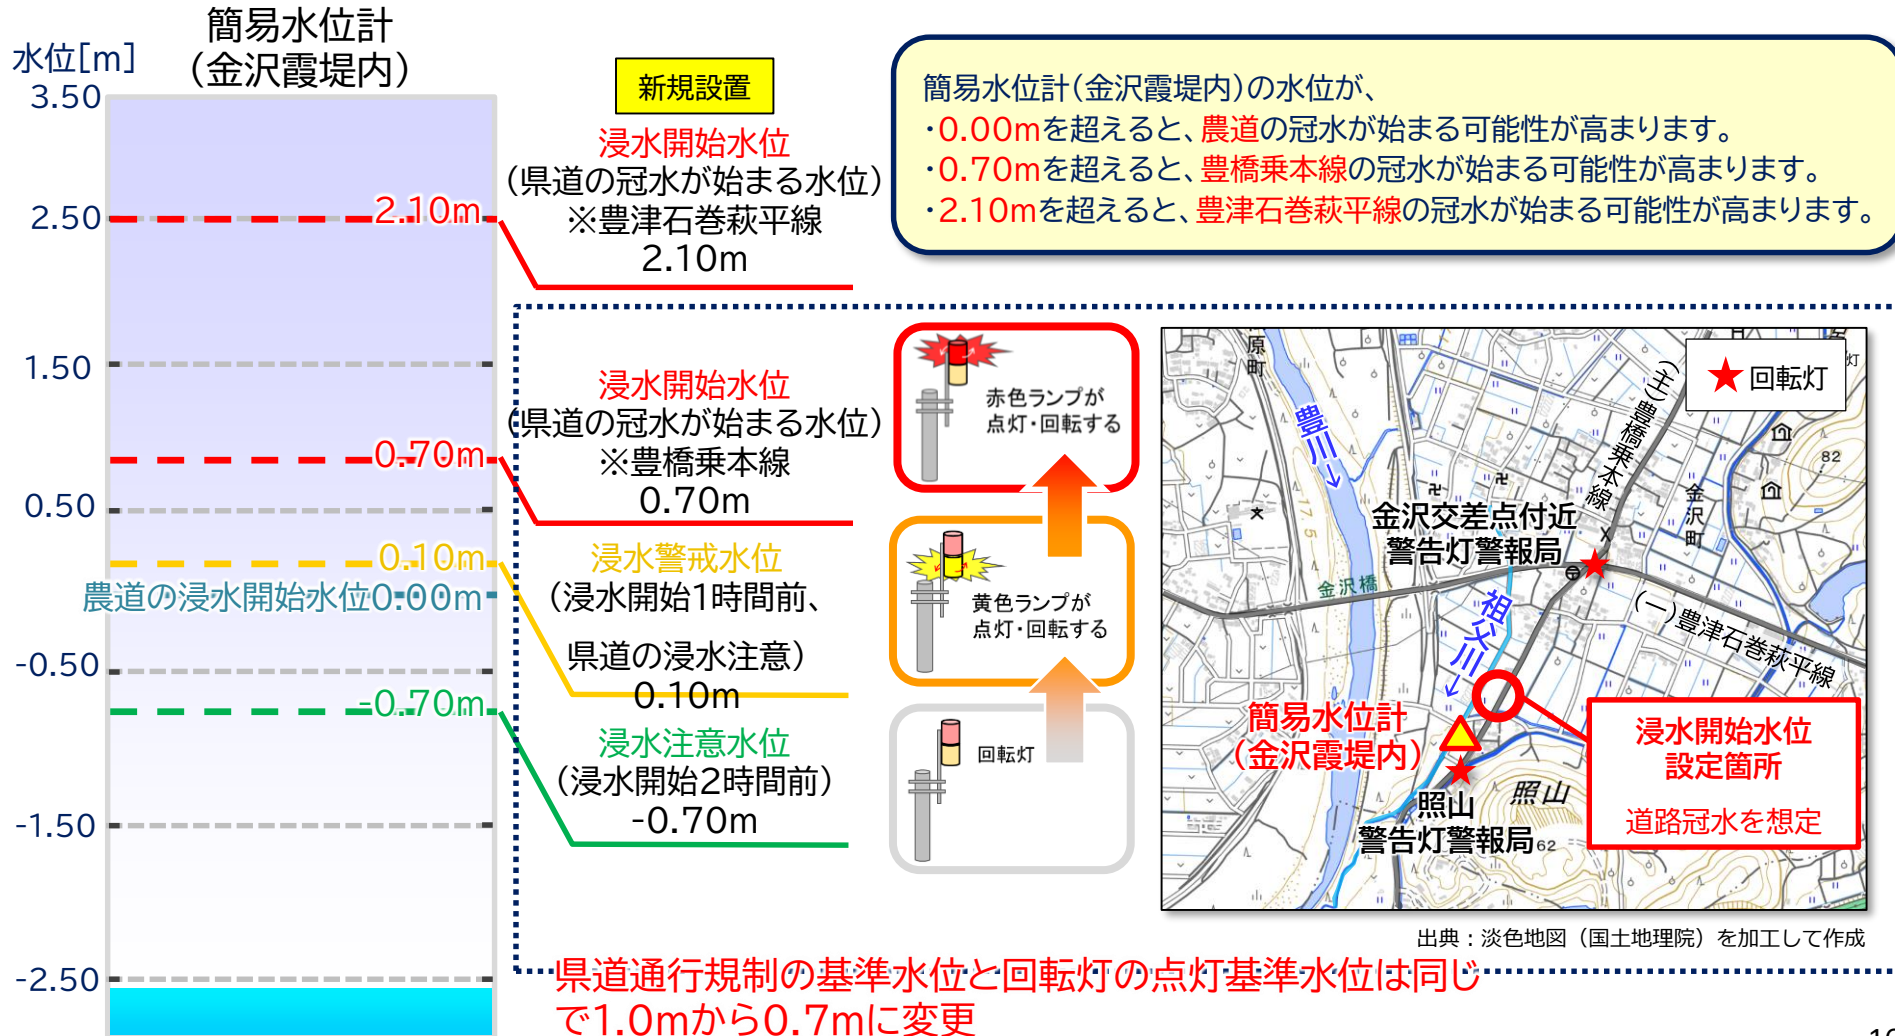 簡易水位計
（金沢霞堤内）
水位[m]
3.50
2.50
1.50
0.50
-0.50
-1.50
-2.50
2.10m
0.70m
0.10m
農道の浸水開始水位0.00m
-0.70m
新規設置
浸水開始水位
（県道の冠水が始まる水位）
※豊津石巻萩平線
2.10m
浸水開始水位
（県道の冠水が始まる水位）
※豊橋乗本線
0.70m
浸水警戒水位
（浸水開始1時間前、
県道の浸水注意）
0.10m
浸水注意水位
（浸水開始2時間前）
-0.70m
簡易水位計（金沢霞堤内）の水位が、
・0.00mを超えると、農道の冠水が始まる可能性が高まります。
・0.70mを超えると、豊橋乗本線の冠水が始まる可能性が高まります。
・2.10mを超えると、豊津石巻萩平線の冠水が始まる可能性が高まります。
赤色ランプが
点灯・回転する
黄色ランプが
点灯・回転する
回転灯
★回転灯
灯
原町
豊川→
（主）豊橋乗本線
82
金沢町
175
金沢交差点付近
警告灯警報局
金沢橋
祖父川→
（一）豊津石巻萩平線
簡易水位計
（金沢霞堤内）
浸水開始水位
設定箇所
道路冠水を想定
照山
照山
警告灯警報局
62
出典：淡色地図（国土地理院）を加工して作成
県道通行規制の基準水位と回転灯の点灯基準水位は同じ
で1.0mから0.7mに変更